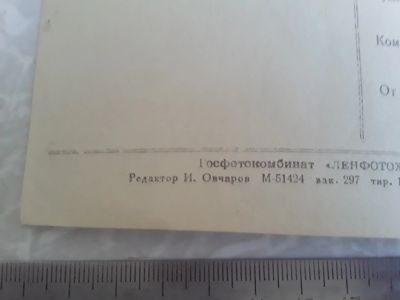 Ком
От
Госфотокомбинат «ЛЕНФОТОХ
Редактор И. Овчаров М-51424 зак. 297 тир.